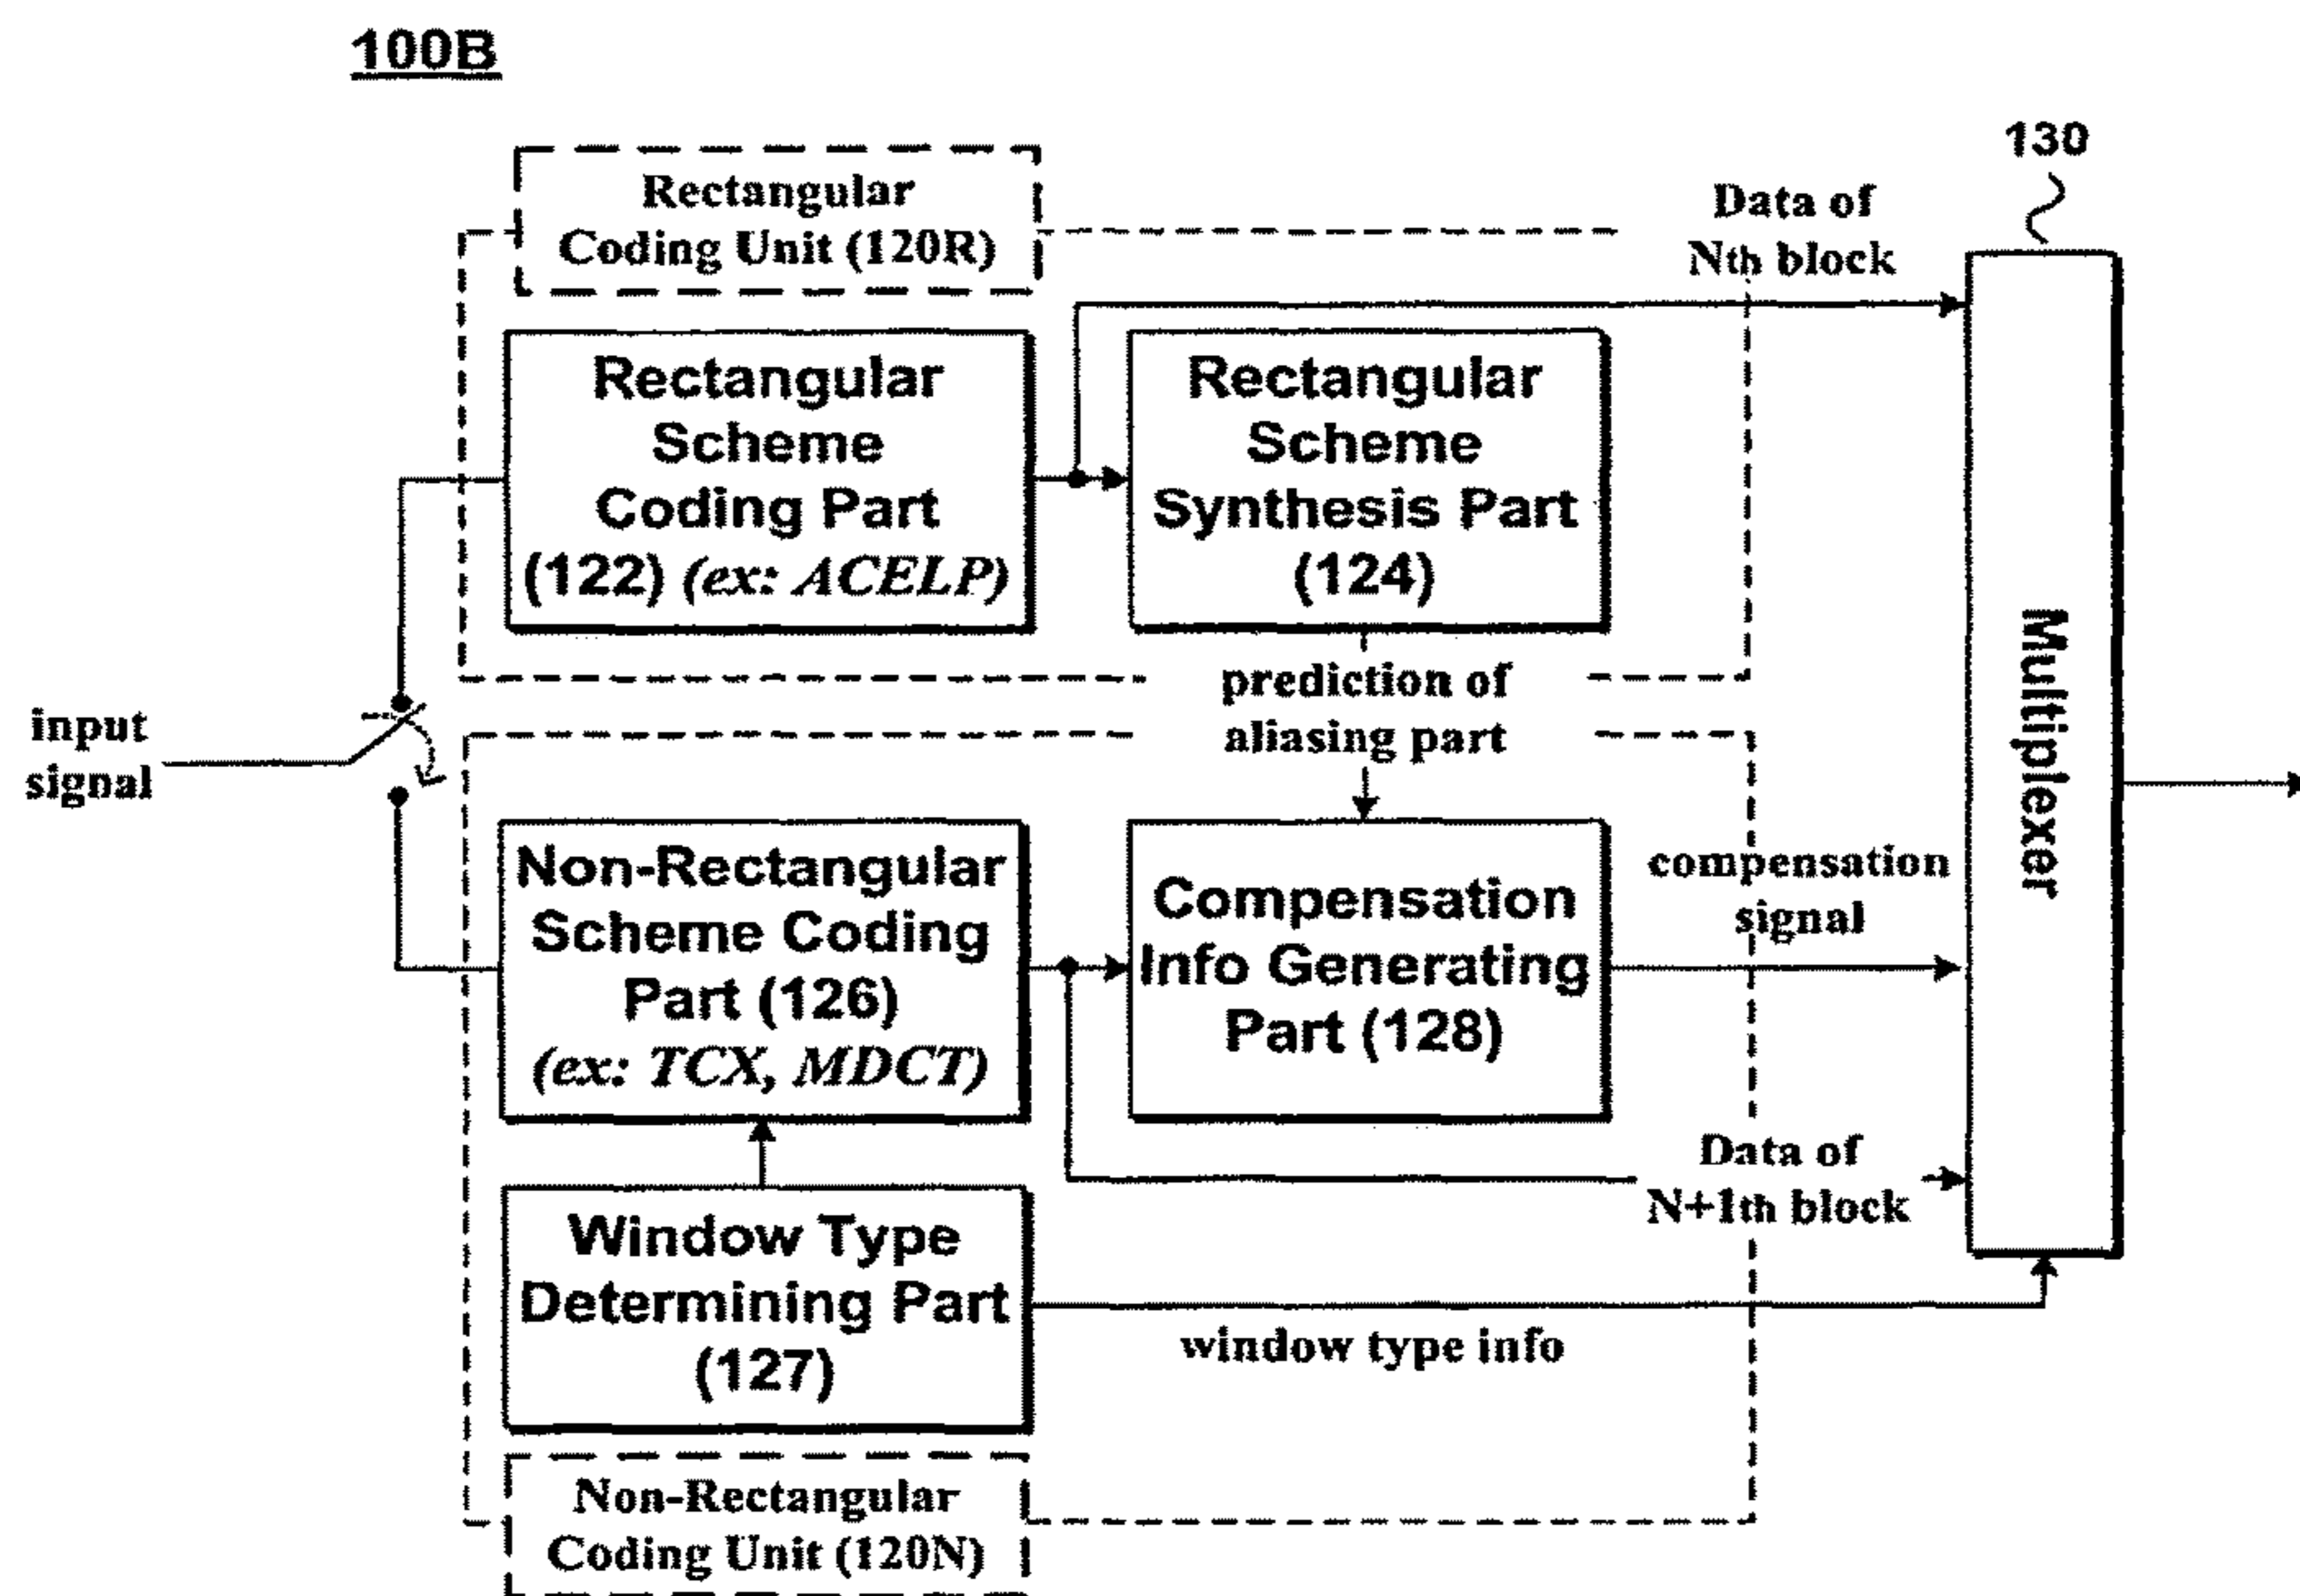 100B
130
Rectangular
Coding Unit (120R)
Data of
Nth block
Rectangular
Scheme
Coding Part
(122) (ex: ACELP)
Rectangular
Scheme
Synthesis Part
(124)
Multiplexer
prediction of
aliasing part
input
signal
Non-Rectangular
Scheme Coding
Part (126)
(ex: TCX, MDCT)
Compensation
Info Generating
Part (128)
compensation
signal
Data of
N+1th block
Window Type
Determining Part
(127)
window type info
Non-Rectangular
Coding Unit (120N)